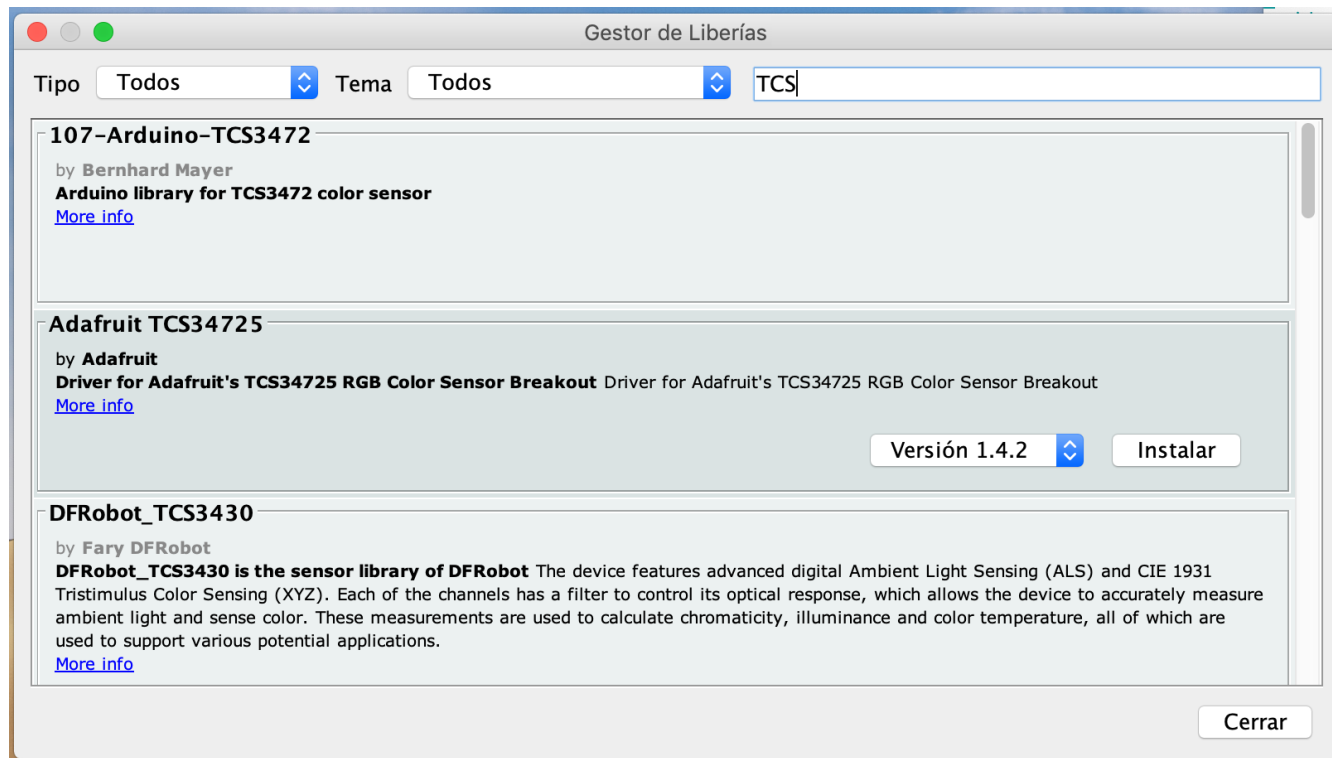 Gestor de Liberías
Tipo Todos Tema Todos TCS
107-Arduino-TCS3472
by Bernhard Mayer
Arduino library for TCS3472 color sensor
More info
Adafruit TCS34725
by Adafruit
Driver for Adafruit's TCS34725 RGB Color Sensor Breakout Driver for Adafruit's TCS34725 RGB Color Sensor Breakout
More info
Versión 1.4.2 Instalar
DFRobot_TCS3430
by Fary DFRobot
DFRobot_TCS3430 is the sensor library of DFRobot The device features advanced digital Ambient Light Sensing (ALS) and CIE 1931
Tristimulus Color Sensing (XYZ). Each of the channels has a filter to control its optical response, which allows the device to accurately measure
ambient light and sense color. These measurements are used to calculate chromaticity, illuminance and color temperature, all of which are
used to support various potential applications.
More info
Cerrar